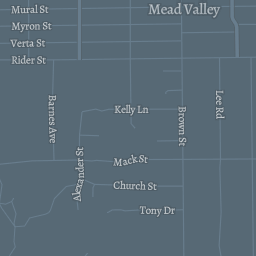 Mural St
Mead Valley
Myron St
Verta St
Rider St
Barnes Ave
Kelly Ln
Brown St
Lee Rd
Mack St
Alexander St
Church St
Tony Dr